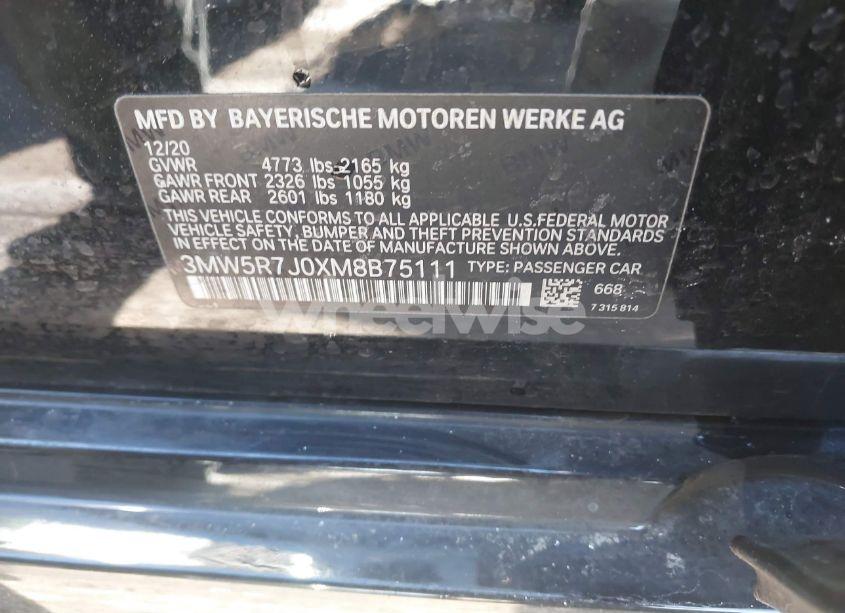 MFD BY BAYERISCHE MOTOREN WERKE AG
12/20
GVWR 4773 lbs 2165 kg
GAWR FRONT 2326 lbs 1055 kg
GAWR REAR 2601 lbs 1180 kg
THIS VEHICLE CONFORMS TO ALL APPLICABLE U.S.FEDERAL MOTOR
VEHICLE SAFETY, BUMPER AND THEFT PREVENTION STANDARDS
IN EFFECT ON THE DATE OF MANUFACTURE SHOWN ABOVE.
3MW5R7J0XM8B75111 TYPE: PASSENGER CAR
668
7 315 814
wheelwise